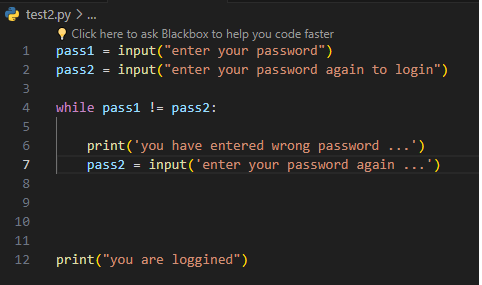 test2.py > ...
Click here to ask Blackbox to help you code faster
1 pass1 = input("enter your password")
2 pass2 = input("enter your password again to login")
3
4 while pass1 != pass2:
5
6 print('you have entered wrong password ...')
7 pass2 = input('enter your password again ...')
8
9
10
11
12 print("you are loggined")